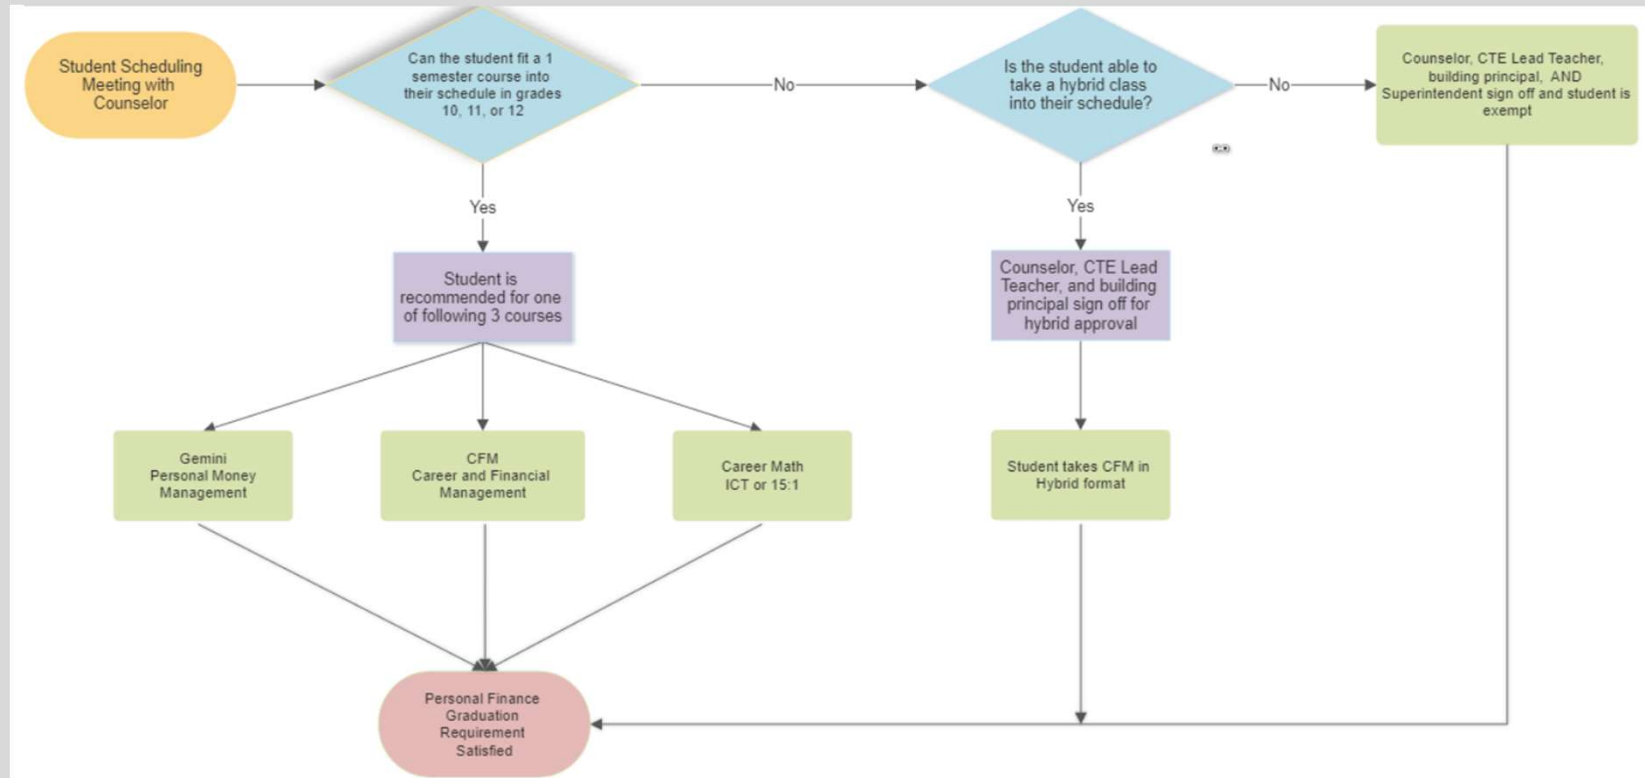 Student Scheduling
Meeting with
Counselor
Can the student fit a 1
semester course into
their schedule in grades
10, 11, or 12
No
Is the student able to
take a hybrid class
into their schedule?
No
Counselor, CTE Lead Teacher,
building principal, AND
Superintendent sign off and student is
exempt
Yes
Yes
Student is
recommended for one
of following 3 courses
Counselor, CTE Lead
Teacher, and building
principal sign off for
hybrid approval
Gemini
Personal Money
Management
CFM
Career and Financial
Management
Career Math
ICT or 15:1
Student takes CFM in
Hybrid format
Personal Finance
Graduation
Requirement
Satisfied